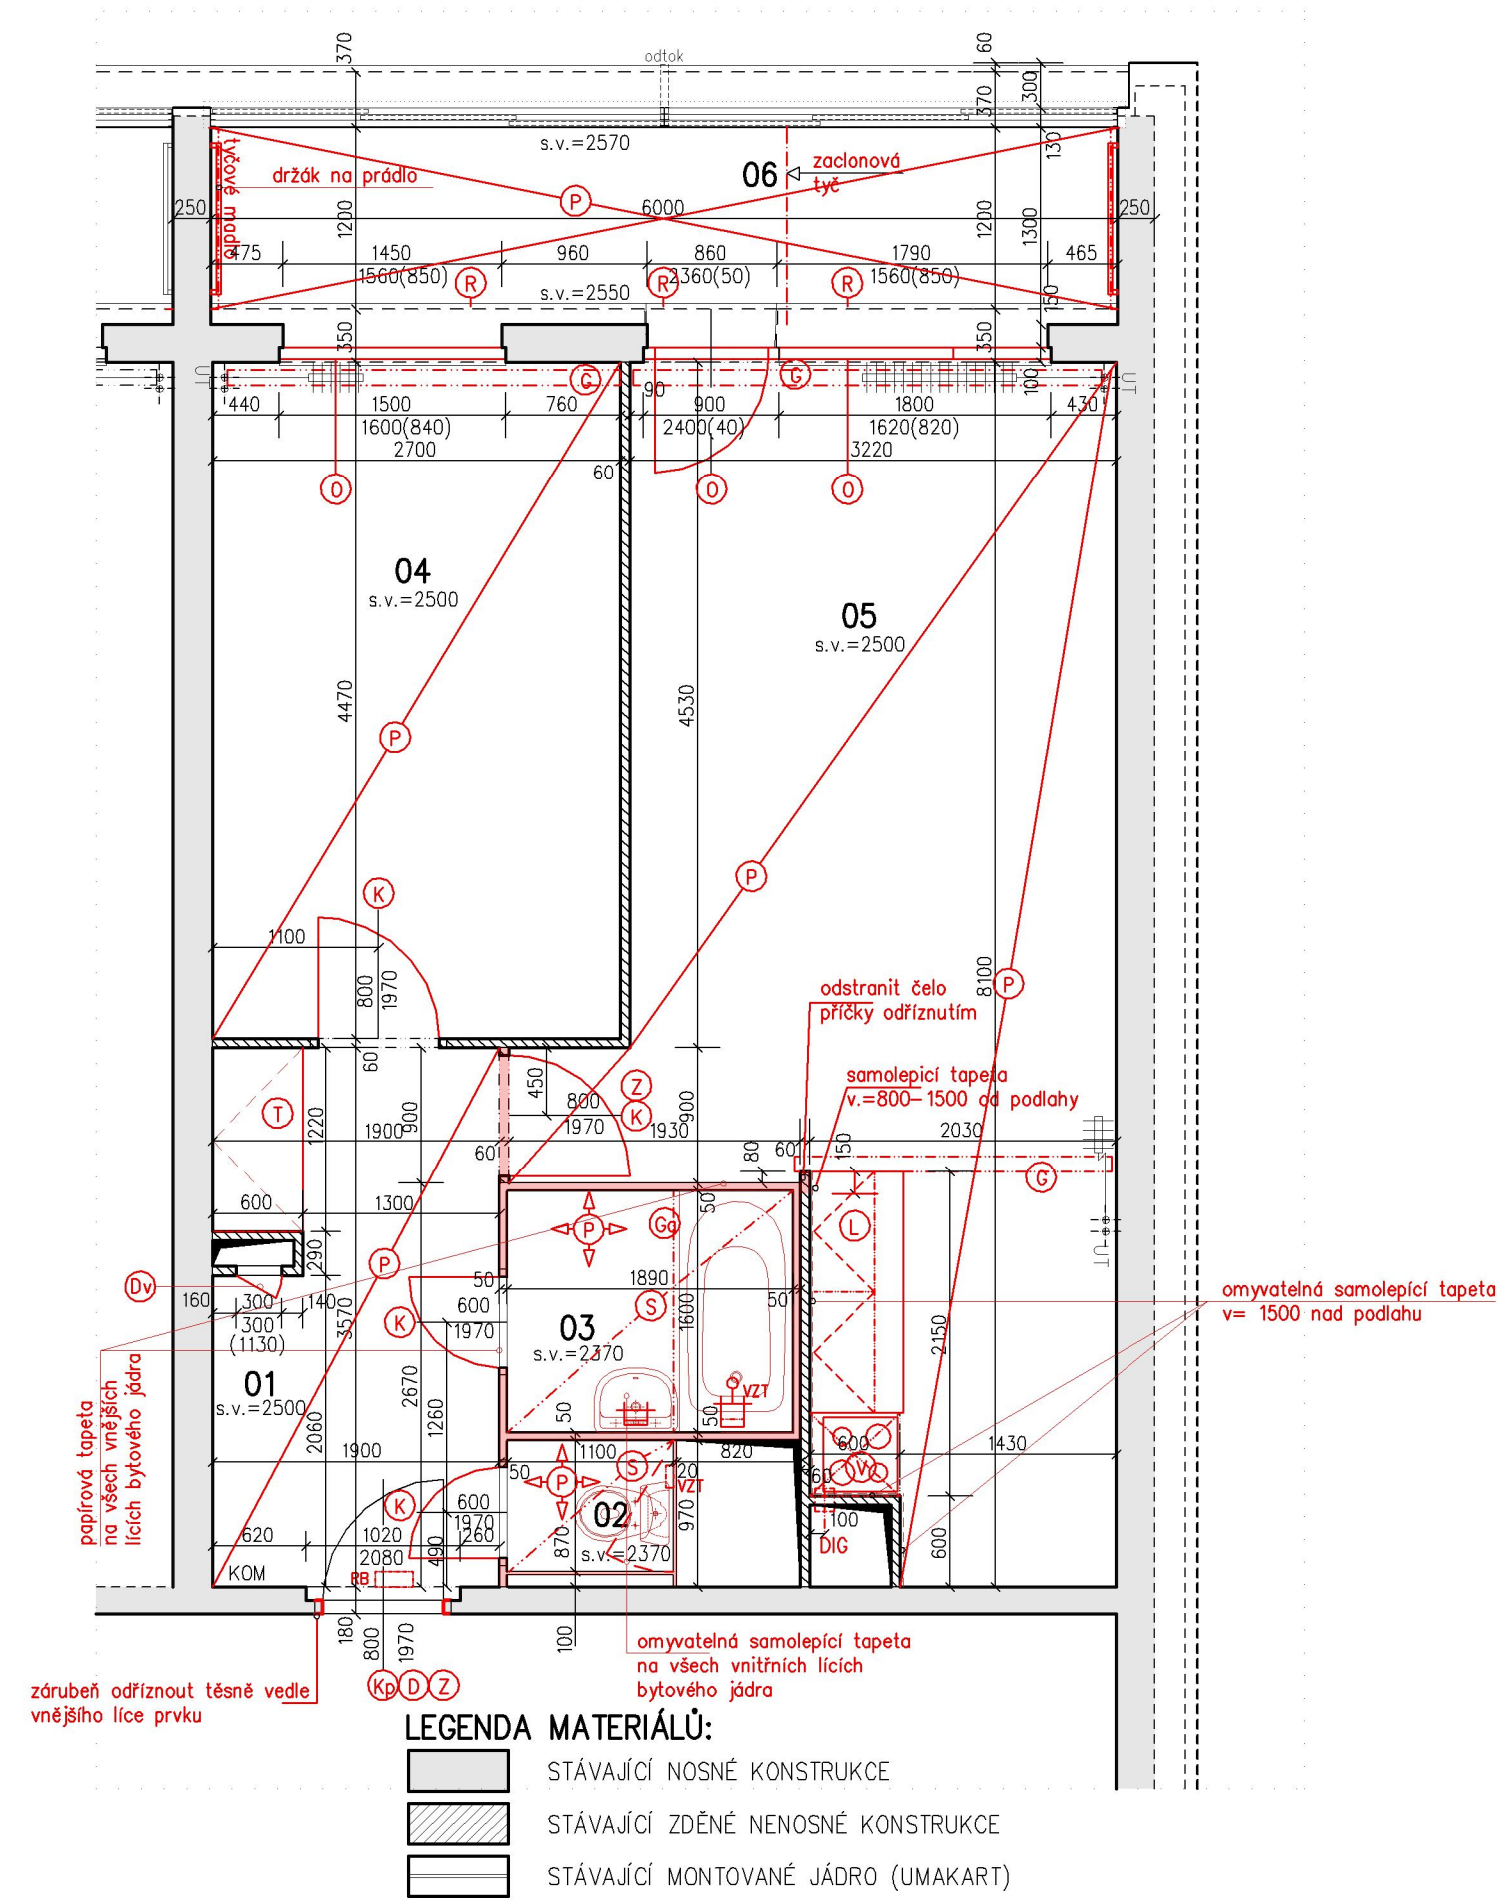 370
odtok
60
300
370
130
s.v.=2570
06
zaclonová
tyč
tyčové madlo
držák na prádlo
P
250
1200
6000
1200
1300
250
475
1450
960
860
1790
465
1560(850)
R
R
2360(50)
R
1560(850)
s.v.=2550
150
350
350
100
UT
G
G
UT
440
1500
760
90
900
1800
430
1600(840)
2400(40)
1620(820)
2700
60
3220
O
O
O
04
s.v.=2500
05
s.v.=2500
4470
4530
P
P
K
1100
800
1970
8100
P
odstranit čelo
příčky odříznutím
60
450
Z
800
K
1970
900
samolepicí tapeta
v.=800-1500 od podlahy
T
1220
1900
900
60
1930
80
60
150
2030
G
600
1300
50
P
Ga
L
290
P
Dv
160
300
140
300
(1130)
3570
50
1890
600
K
1970
S
1600
50
03
s.v.=2370
2150
omyvatelná samolepící tapeta
v= 1500 nad podlahu
01
s.v.=2500
2670
1260
2060
VZT
50
50
papírová tapeta
na všech vnějších
lících bytového jádra
1900
50
1100
820
600
1430
P
S
20
VZT
60
V
K
600
1970
02
970
100
620
1020
260
2080
490
870
s.v.=2370
DIG
600
KOM
RB
180
800
1970
100
Kp
D
Z
omyvatelná samolepící tapeta
na všech vnitřních lících
bytového jádra
zárubeň odříznout těsně vedle
vnějšího líce prvku
LEGENDA MATERIÁLŮ:
STÁVAJÍCÍ NOSNÉ KONSTRUKCE
STÁVAJÍCÍ ZDĚNÉ NENOSNÉ KONSTRUKCE
STÁVAJÍCÍ MONTOVANÉ JÁDRO (UMAKART)